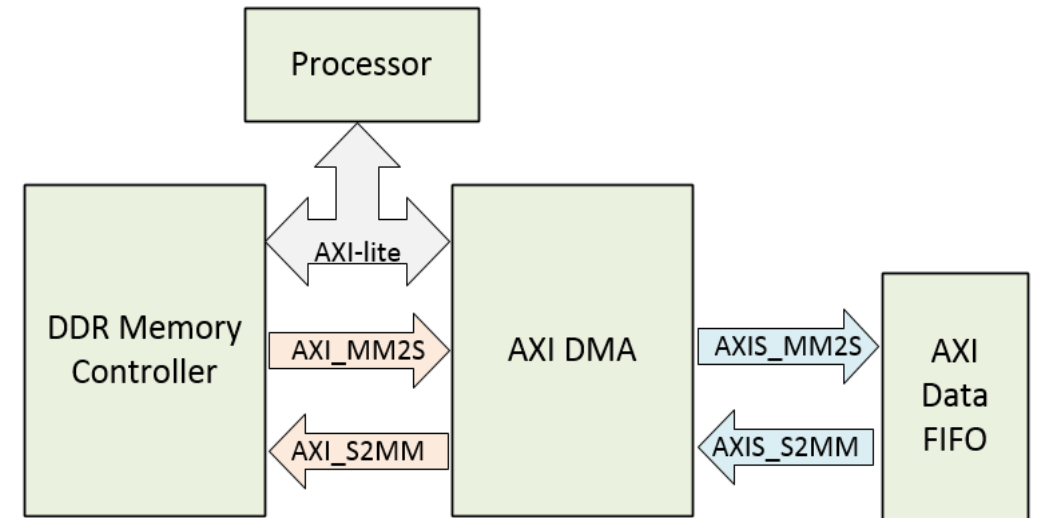 Processor
AXI-lite
DDR Memory
Controller
AXI_MM2S
AXI_S2MM
AXI DMA
AXIS_MM2S
AXIS_S2MM
AXI
Data
FIFO